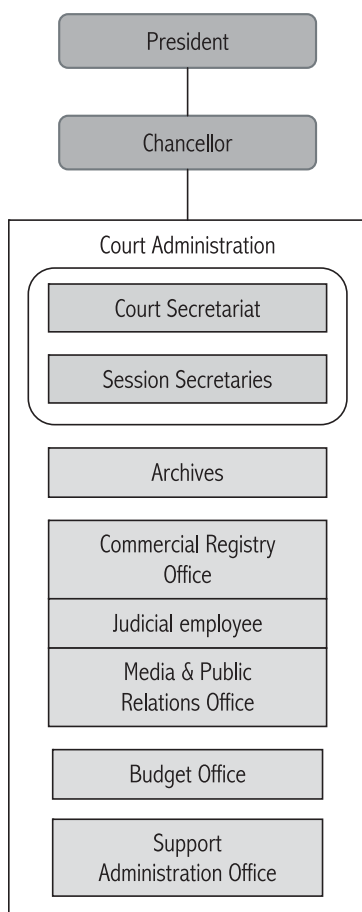 President
Chancellor
Court Administration
Court Secretariat
Session Secretaries
Archives
Commercial Registry
Office
Judicial employee
Media & Public
Relations Office
Budget Office
Support
Administration Office